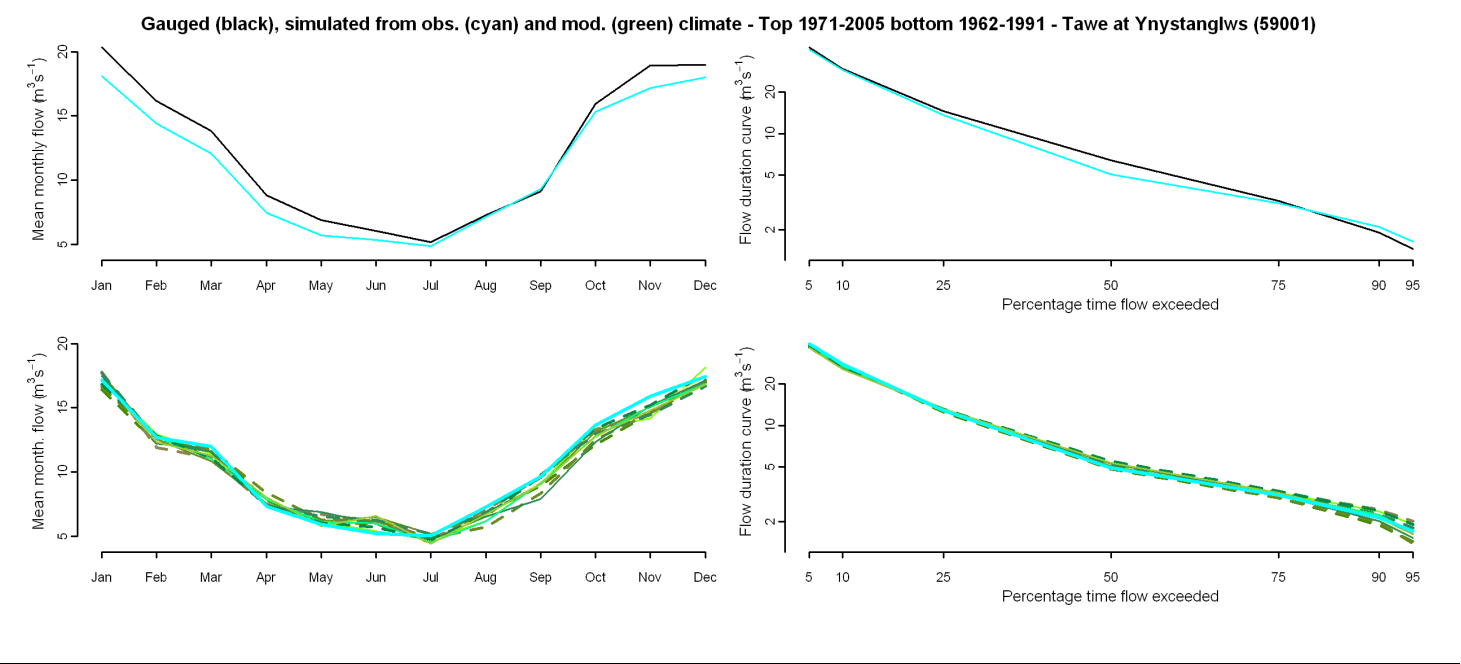 Gauged (black), simulated from obs. (cyan) and mod. (green) climate - Top 1971-2005 bottom 1962-1991 - Tawe at Ynystanglws (59001)
Mean monthly flow (m³s⁻¹)
20
15
10
5
Jan Feb Mar Apr May Jun Jul Aug Sep Oct Nov Dec
Flow duration curve (m³s⁻¹)
20
10
5
2
5 10 25 50 75 90 95
Percentage time flow exceeded
Mean month. flow (m³s⁻¹)
20
15
10
5
Jan Feb Mar Apr May Jun Jul Aug Sep Oct Nov Dec
Flow duration curve (m³s⁻¹)
20
10
5
2
5 10 25 50 75 90 95
Percentage time flow exceeded